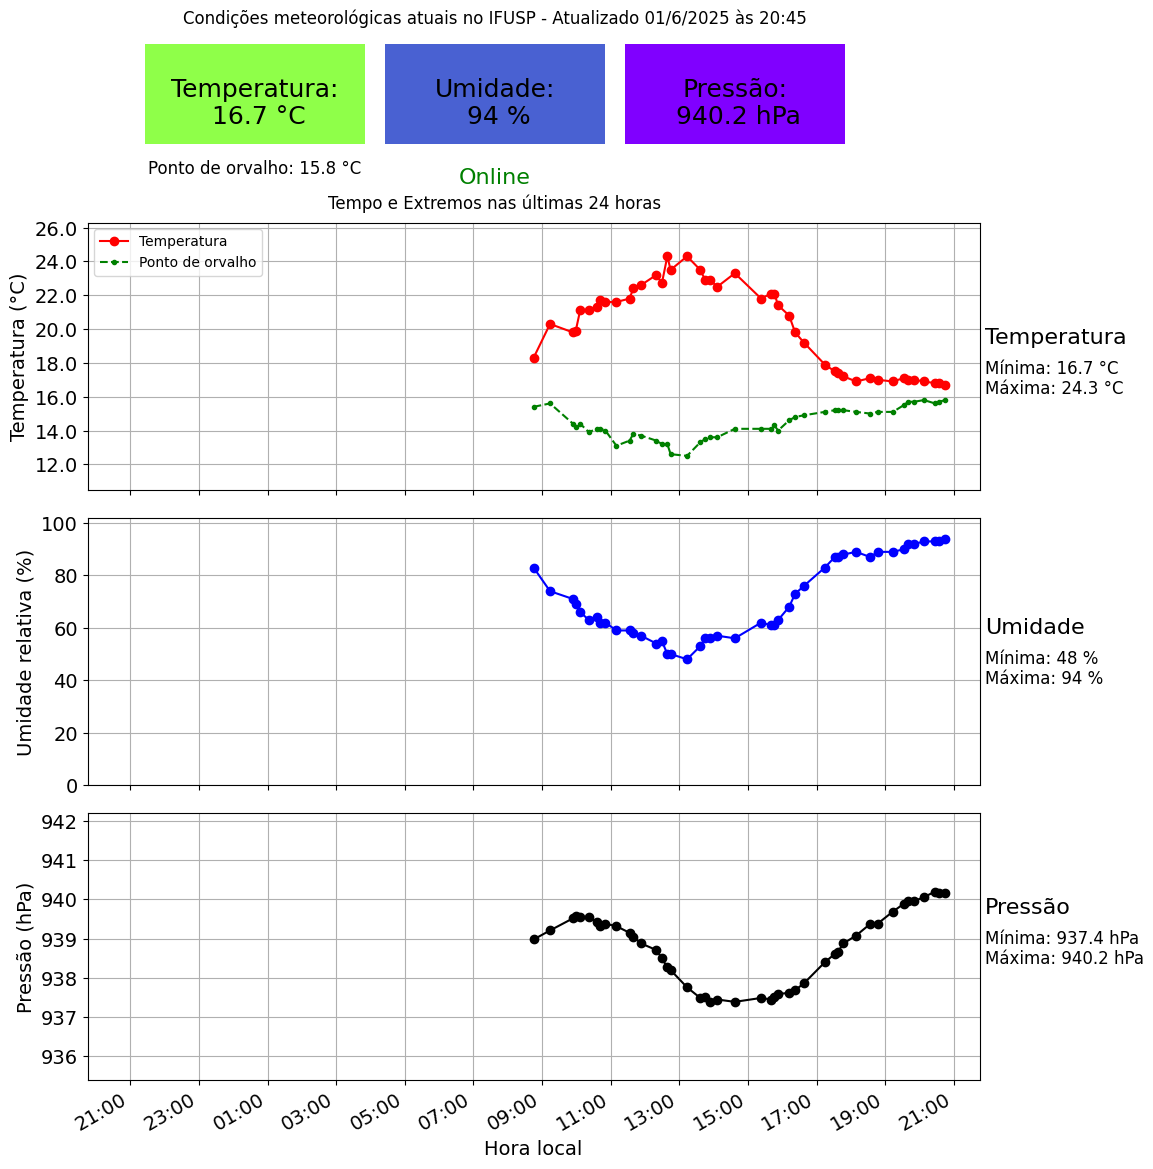 Condições meteorológicas atuais no IFUSP - Atualizado 01/6/2025 às 20:45
Temperatura:
16.7 °C
Umidade:
94 %
Pressão:
940.2 hPa
Ponto de orvalho: 15.8 °C
Online
Tempo e Extremos nas últimas 24 horas
Temperatura
Ponto de orvalho
Temperatura (°C)
26.0
24.0
22.0
20.0
18.0
16.0
14.0
12.0
Temperatura
Mínima: 16.7 °C
Máxima: 24.3 °C
Umidade relativa (%)
100
80
60
40
20
0
Umidade
Mínima: 48 %
Máxima: 94 %
Pressão (hPa)
942
941
940
939
938
937
936
Pressão
Mínima: 937.4 hPa
Máxima: 940.2 hPa
21:00 23:00 01:00 03:00 05:00 07:00 09:00 11:00 13:00 15:00 17:00 19:00 21:00
Hora local